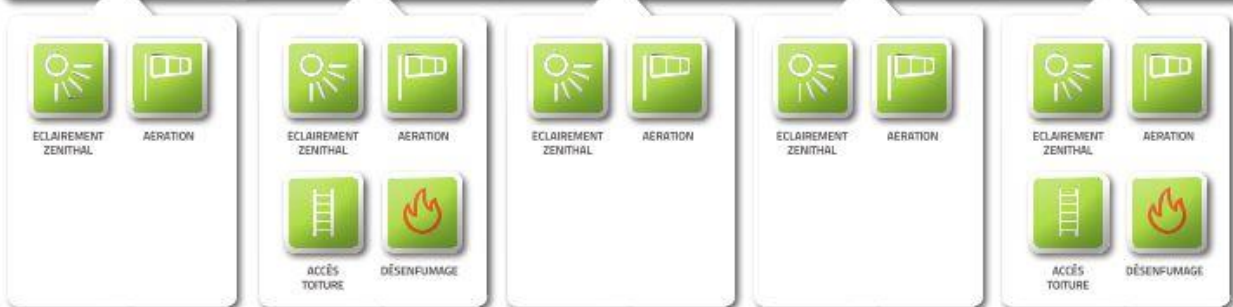 ECLAIREMENT
ZENITHAL
AERATION
ECLAIREMENT
ZENITHAL
AERATION
ACCÈS
TOITURE
DÉSENFUMAGE
ECLAIREMENT
ZENITHAL
AERATION
ECLAIREMENT
ZENITHAL
AERATION
ECLAIREMENT
ZENITHAL
AERATION
ACCÈS
TOITURE
DÉSENFUMAGE